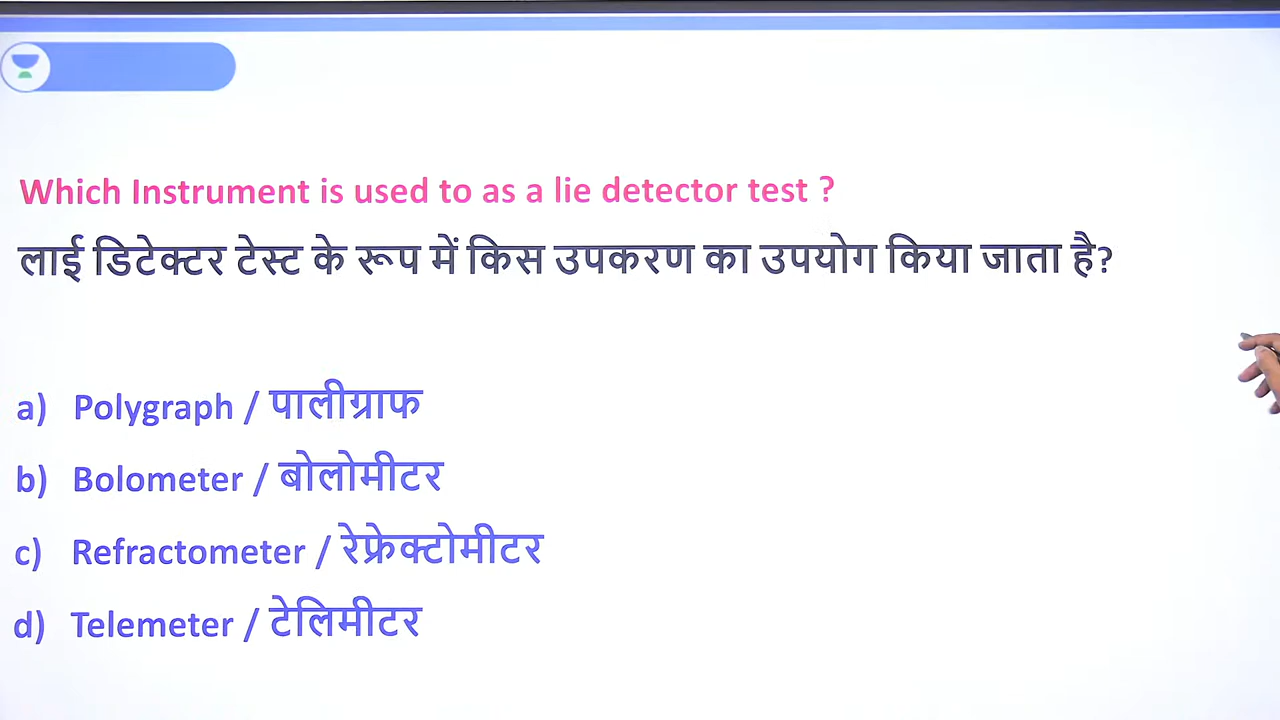 Which Instrument is used to as a lie detector test ?
लाई डिटेक्टर टेस्ट के रूप में किस उपकरण का उपयोग किया जाता है?
a) Polygraph / पालीग्राफ
b) Bolometer / बोलोमीटर
c) Refractometer / रेफ्रेक्टोमीटर
d) Telemeter / टेलिमीटर